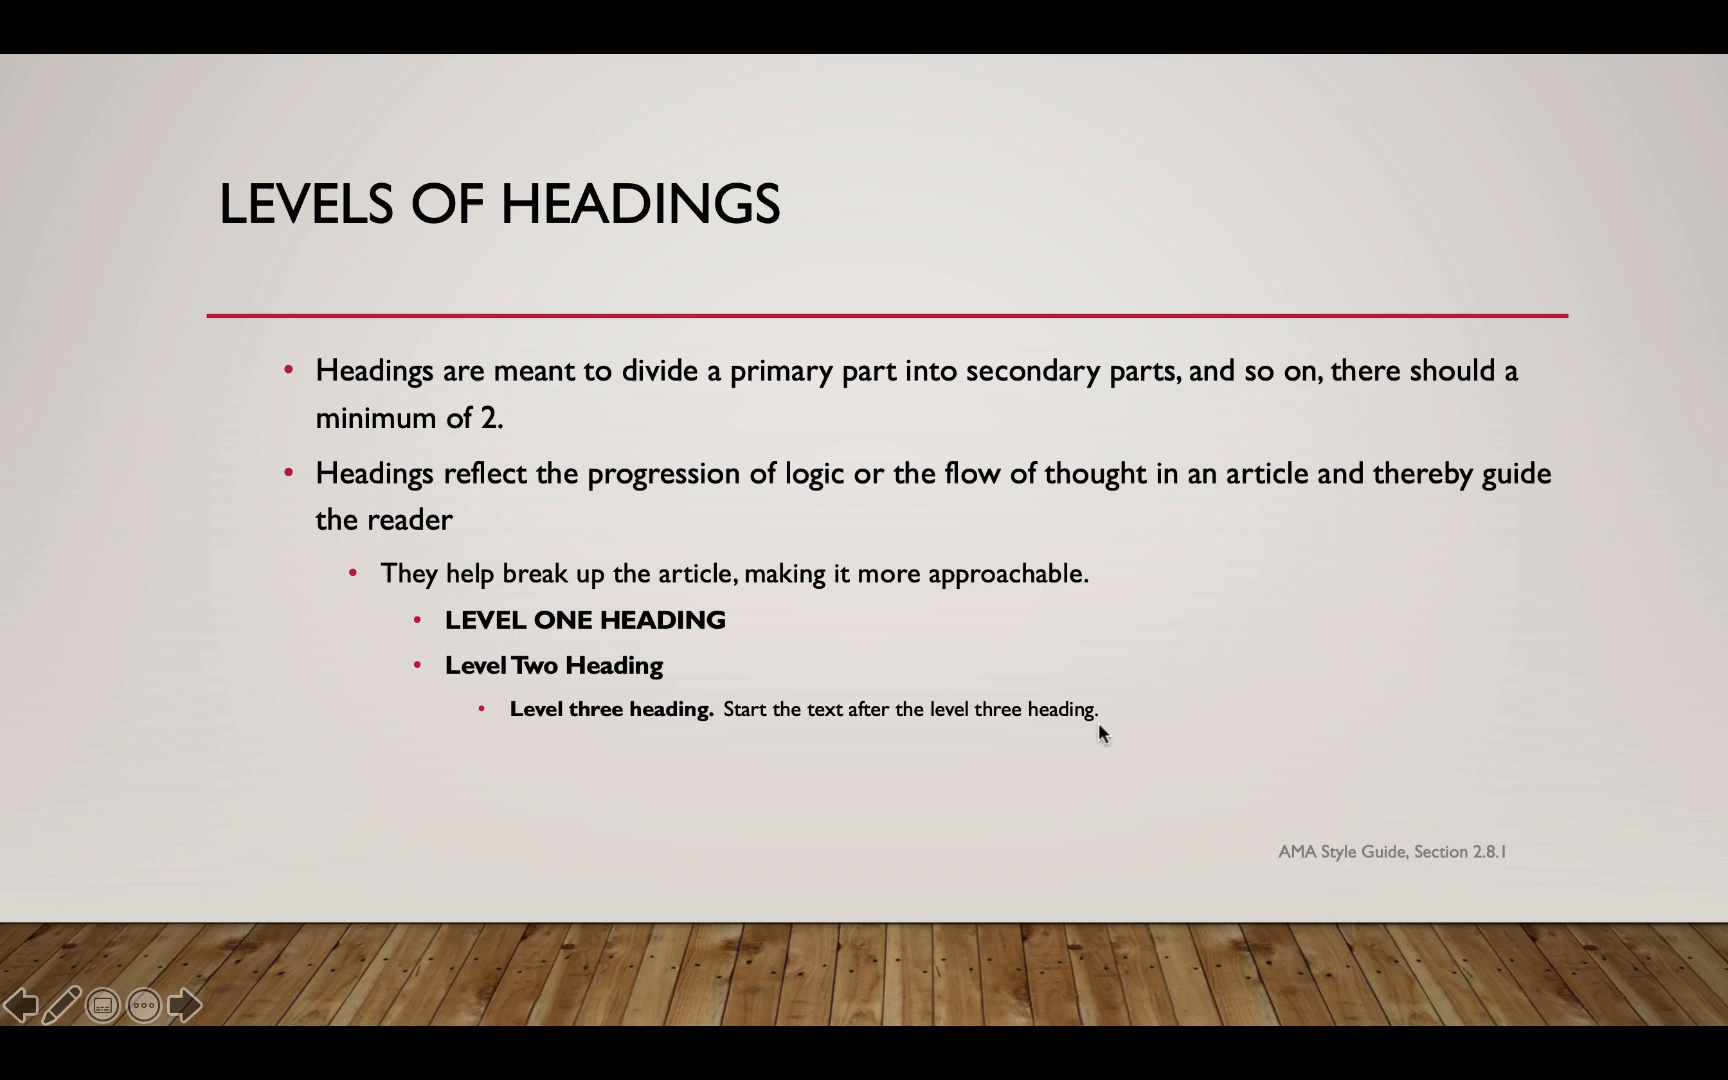 LEVELS OF HEADINGS
• Headings are meant to divide a primary part into secondary parts, and so on, there should a
minimum of 2.
• Headings reflect the progression of logic or the flow of thought in an article and thereby guide
the reader
• They help break up the article, making it more approachable.
• LEVEL ONE HEADING
• Level Two Heading
• Level three heading. Start the text after the level three heading.
AMA Style Guide, Section 2.8.1